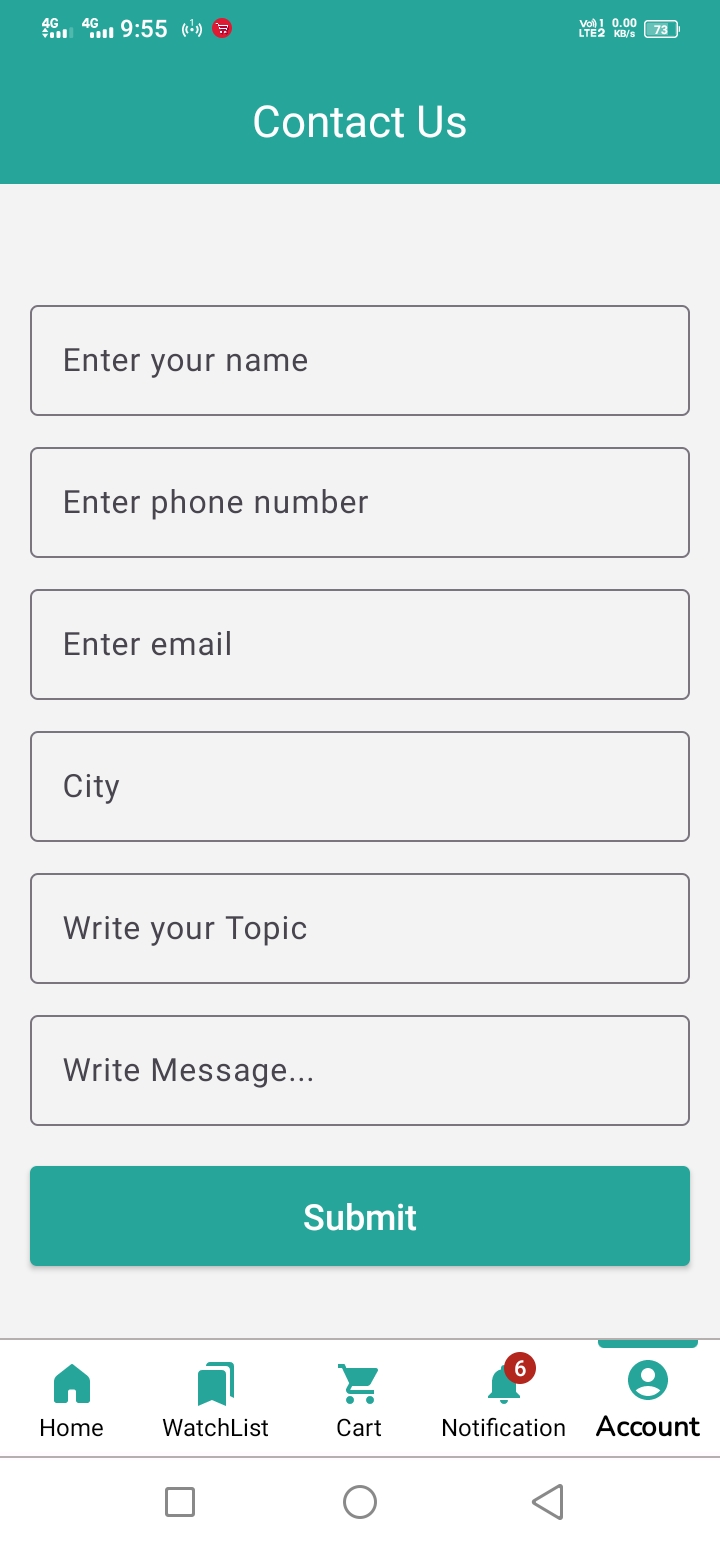 4G 4G 9:55 1 Vo) 1 LTE2 0.00 KB/s 73
Contact Us
Enter your name
Enter phone number
Enter email
City
Write your Topic
Write Message...
Submit
6
Home WatchList Cart Notification Account